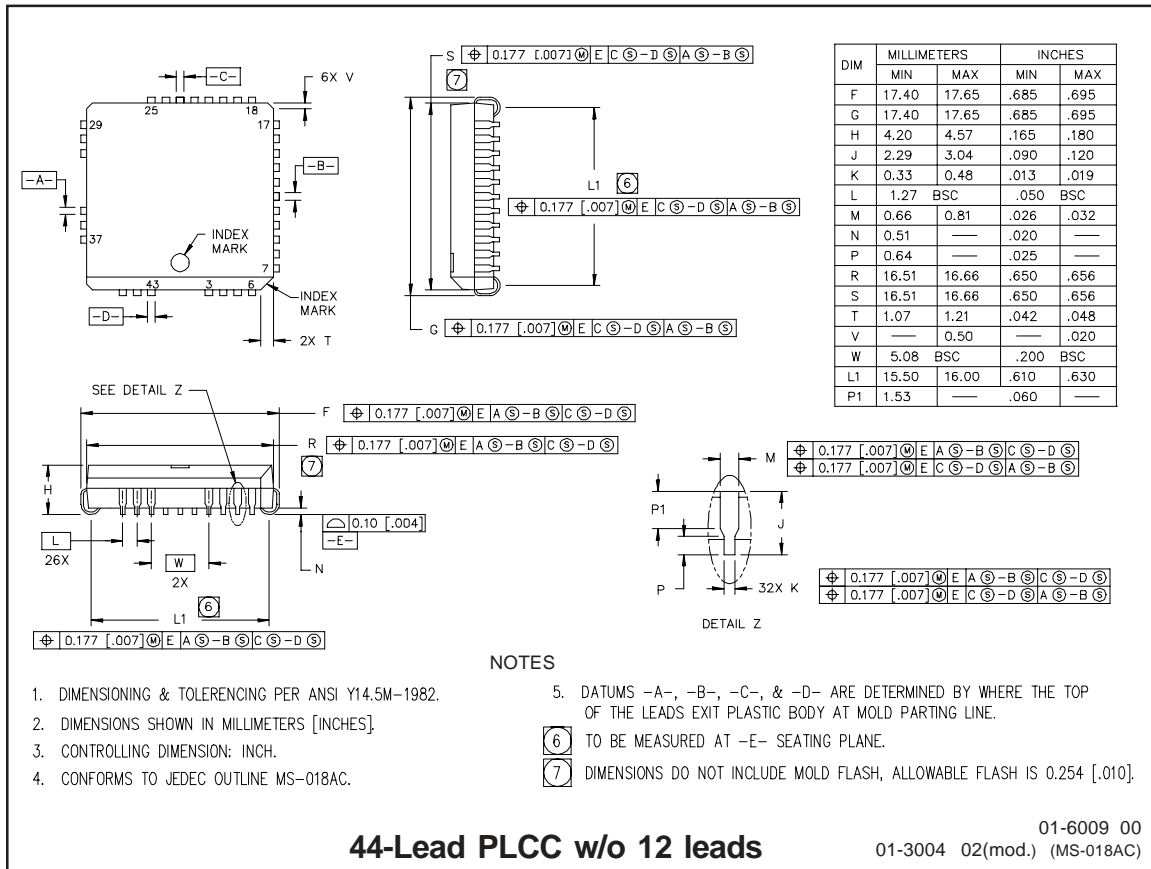 S ⌖ 0.177 [.007] Ⓜ E C Ⓢ-D Ⓢ A Ⓢ-B Ⓢ
7
-C-
6X V
25 18
29 17
-B-
-A-
L1 6
⌖ 0.177 [.007] Ⓜ E C Ⓢ-D Ⓢ A Ⓢ-B Ⓢ
37
INDEX
MARK
7
43 3 6
INDEX
MARK
-D-
2X T
G ⌖ 0.177 [.007] Ⓜ E C Ⓢ-D Ⓢ A Ⓢ-B Ⓢ
DIM MILLIMETERS INCHES
MIN MAX MIN MAX
F 17.40 17.65 .685 .695
G 17.40 17.65 .685 .695
H 4.20 4.57 .165 .180
J 2.29 3.04 .090 .120
K 0.33 0.48 .013 .019
L 1.27 BSC .050 BSC
M 0.66 0.81 .026 .032
N 0.51 — .020 —
P 0.64 — .025 —
R 16.51 16.66 .650 .656
S 16.51 16.66 .650 .656
T 1.07 1.21 .042 .048
V — 0.50 — .020
W 5.08 BSC .200 BSC
L1 15.50 16.00 .610 .630
P1 1.53 — .060 —
SEE DETAIL Z
F ⌖ 0.177 [.007] Ⓜ E A Ⓢ-B Ⓢ C Ⓢ-D Ⓢ
R ⌖ 0.177 [.007] Ⓜ E A Ⓢ-B Ⓢ C Ⓢ-D Ⓢ
7
H
⌓ 0.10 [.004]
-E-
L
26X
W
2X
N
L1 6
⌖ 0.177 [.007] Ⓜ E A Ⓢ-B Ⓢ C Ⓢ-D Ⓢ
M ⌖ 0.177 [.007] Ⓜ E A Ⓢ-B Ⓢ C Ⓢ-D Ⓢ
⌖ 0.177 [.007] Ⓜ E C Ⓢ-D Ⓢ A Ⓢ-B Ⓢ
P1
J
P
32X K
⌖ 0.177 [.007] Ⓜ E A Ⓢ-B Ⓢ C Ⓢ-D Ⓢ
⌖ 0.177 [.007] Ⓜ E C Ⓢ-D Ⓢ A Ⓢ-B Ⓢ
DETAIL Z
NOTES
1. DIMENSIONING & TOLERENCING PER ANSI Y14.5M-1982.
2. DIMENSIONS SHOWN IN MILLIMETERS [INCHES].
3. CONTROLLING DIMENSION: INCH.
4. CONFORMS TO JEDEC OUTLINE MS-018AC.
5. DATUMS -A-, -B-, -C-, & -D- ARE DETERMINED BY WHERE THE TOP
OF THE LEADS EXIT PLASTIC BODY AT MOLD PARTING LINE.
6 TO BE MEASURED AT -E- SEATING PLANE.
7 DIMENSIONS DO NOT INCLUDE MOLD FLASH, ALLOWABLE FLASH IS 0.254 [.010].
44-Lead PLCC w/o 12 leads
01-6009 00
01-3004 02(mod.) (MS-018AC)